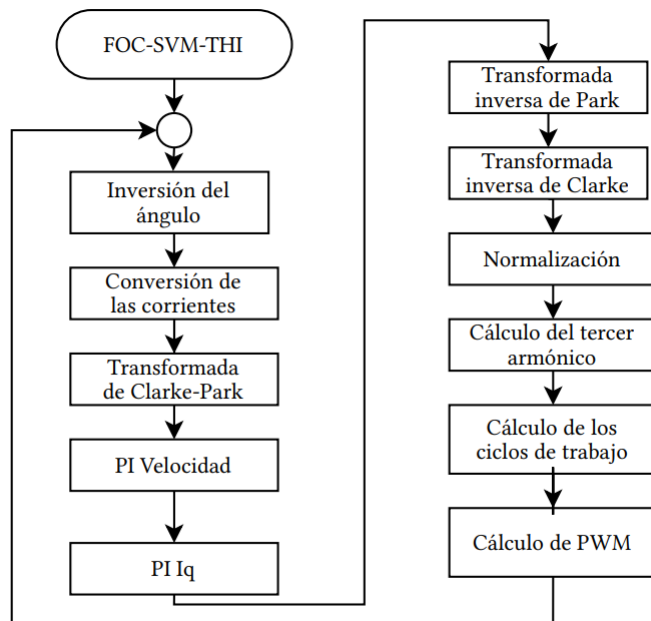 FOC-SVM-THI
Inversión del
ángulo
Conversión de
las corrientes
Transformada
de Clarke-Park
PI Velocidad
PI Iq
Transformada
inversa de Park
Transformada
inversa de Clarke
Normalización
Cálculo del tercer
armónico
Cálculo de los
ciclos de trabajo
Cálculo de PWM